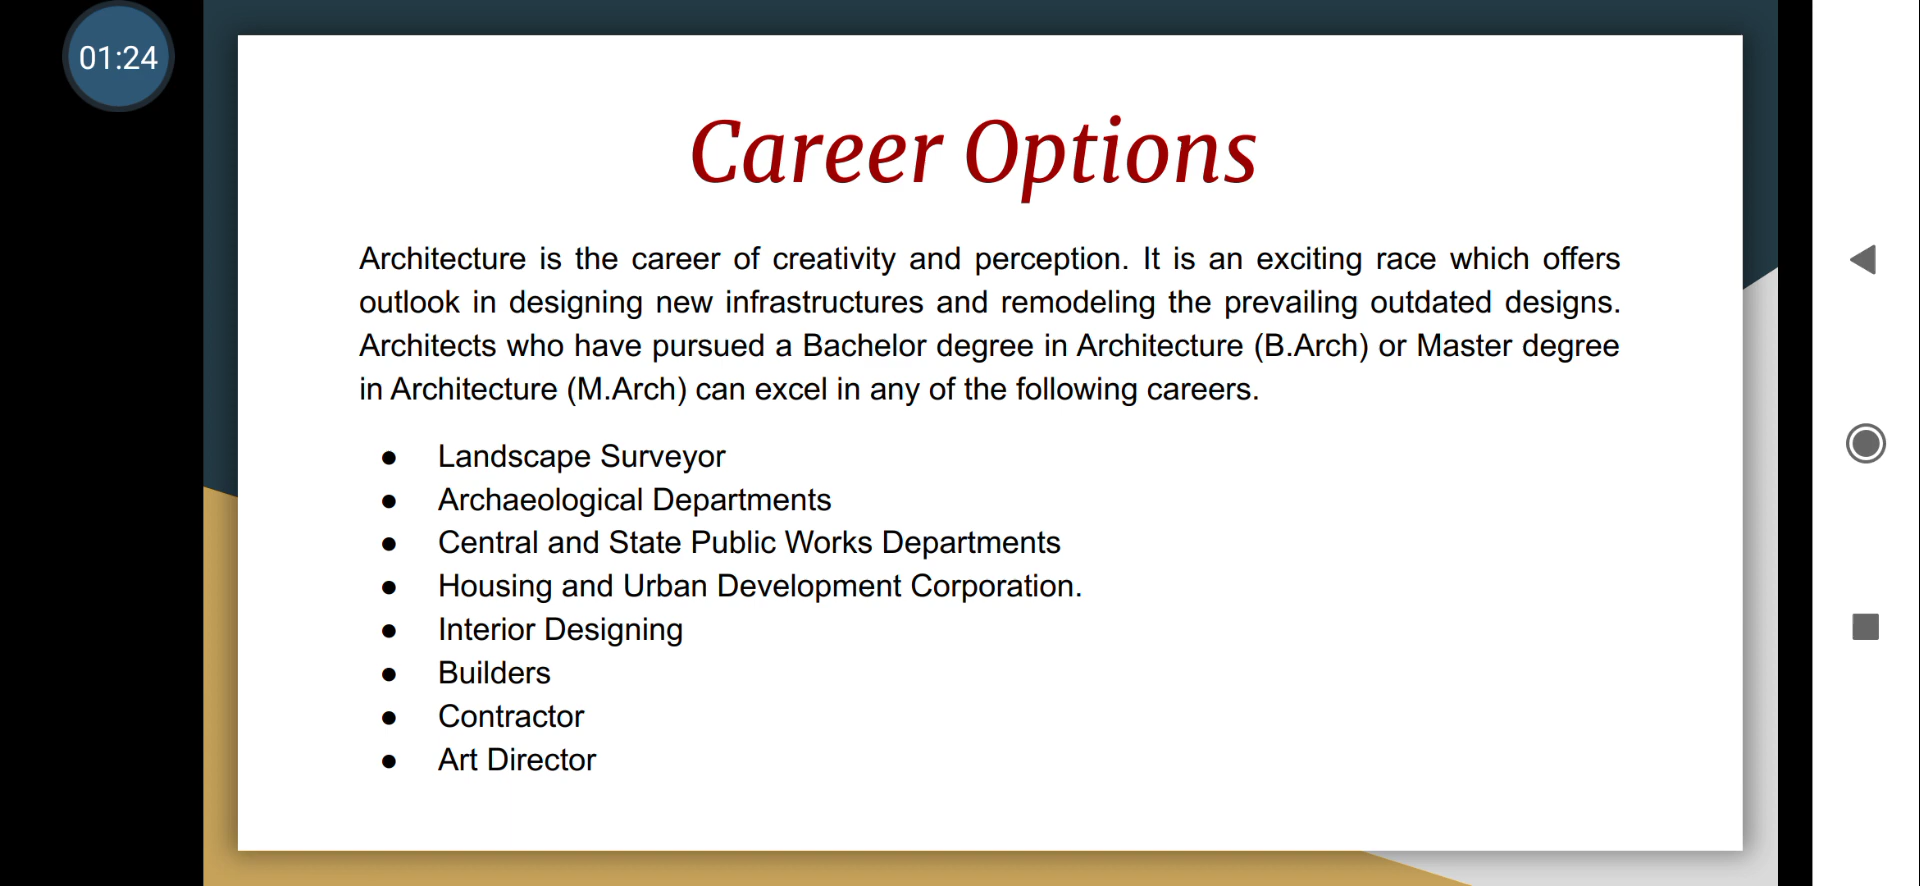 01:24
Career Options
Architecture is the career of creativity and perception. It is an exciting race which offers
outlook in designing new infrastructures and remodeling the prevailing outdated designs.
Architects who have pursued a Bachelor degree in Architecture (B.Arch) or Master degree
in Architecture (M.Arch) can excel in any of the following careers.
● Landscape Surveyor
● Archaeological Departments
● Central and State Public Works Departments
● Housing and Urban Development Corporation.
● Interior Designing
● Builders
● Contractor
● Art Director